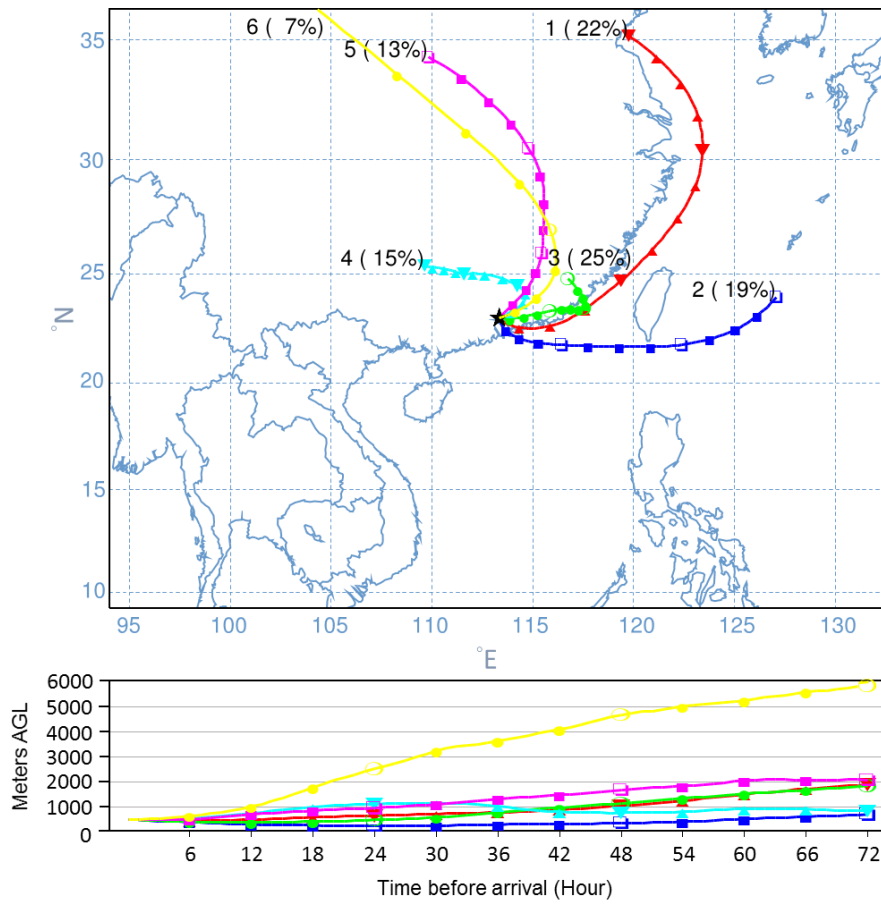 6 ( 7%)
1 ( 22%)
5 ( 13%)
35
30
4 ( 15%)
3 ( 25%)
25
2 ( 19%)
°N
20
15
10
95 100 105 110 115 120 125 130
°E
6000
5000
4000
3000
2000
1000
0
Meters AGL
6 12 18 24 30 36 42 48 54 60 66 72
Time before arrival (Hour)